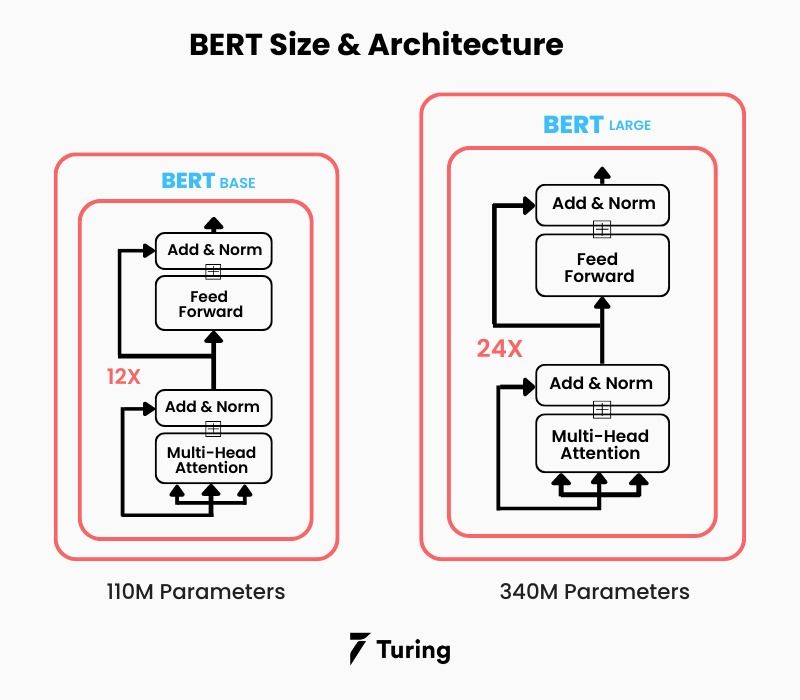 BERT Size & Architecture
BERT BASE
Add & Norm
Feed
Forward
12X
Add & Norm
Multi-Head
Attention
110M Parameters
BERT LARGE
Add & Norm
Feed
Forward
24X
Add & Norm
Multi-Head
Attention
340M Parameters
Turing